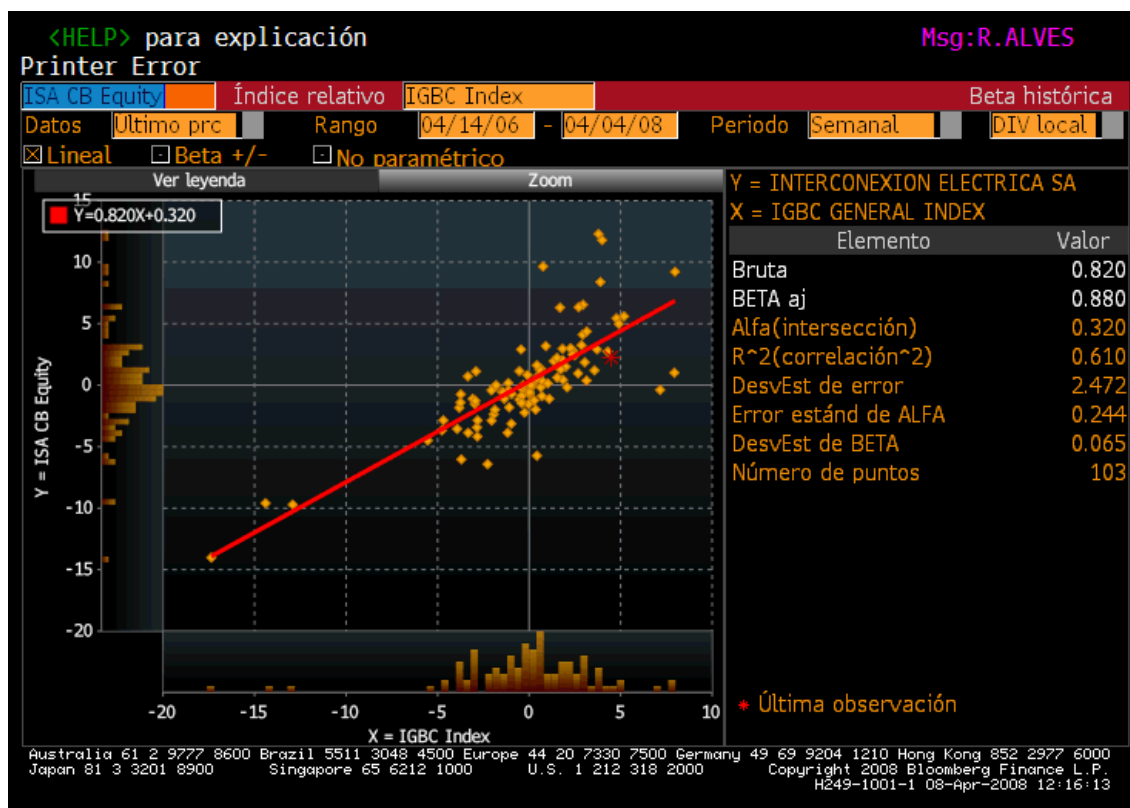 <HELP> para explicación Msg:R.ALVES
Printer Error
ISA CB Equity Índice relativo IGBC Index Beta histórica
Datos Último prc Rango 04/14/06 - 04/04/08 Periodo Semanal DIV local
Lineal Beta +/- No paramétrico
Ver leyenda Zoom
Y = INTERCONEXION ELECTRICA SA
X = IGBC GENERAL INDEX
Elemento Valor
Bruta 0.820
BETA aj 0.880
Alfa(intersección) 0.320
R^2(correlación^2) 0.610
DesvEst de error 2.472
Error estánd de ALFA 0.244
DesvEst de BETA 0.065
Número de puntos 103
* Última observación
15
Y=0.820X+0.320
10
5
0
-5
-10
-15
-20
Y = ISA CB Equity
-20 -15 -10 -5 0 5 10
X = IGBC Index
Australia 61 2 9777 8600 Brazil 5511 3048 4500 Europe 44 20 7330 7500 Germany 49 69 9204 1210 Hong Kong 852 2977 6000
Japan 81 3 3201 8900 Singapore 65 6212 1000 U.S. 1 212 318 2000 Copyright 2008 Bloomberg Finance L.P.
H249-1001-1 08-Apr-2008 12:16:13